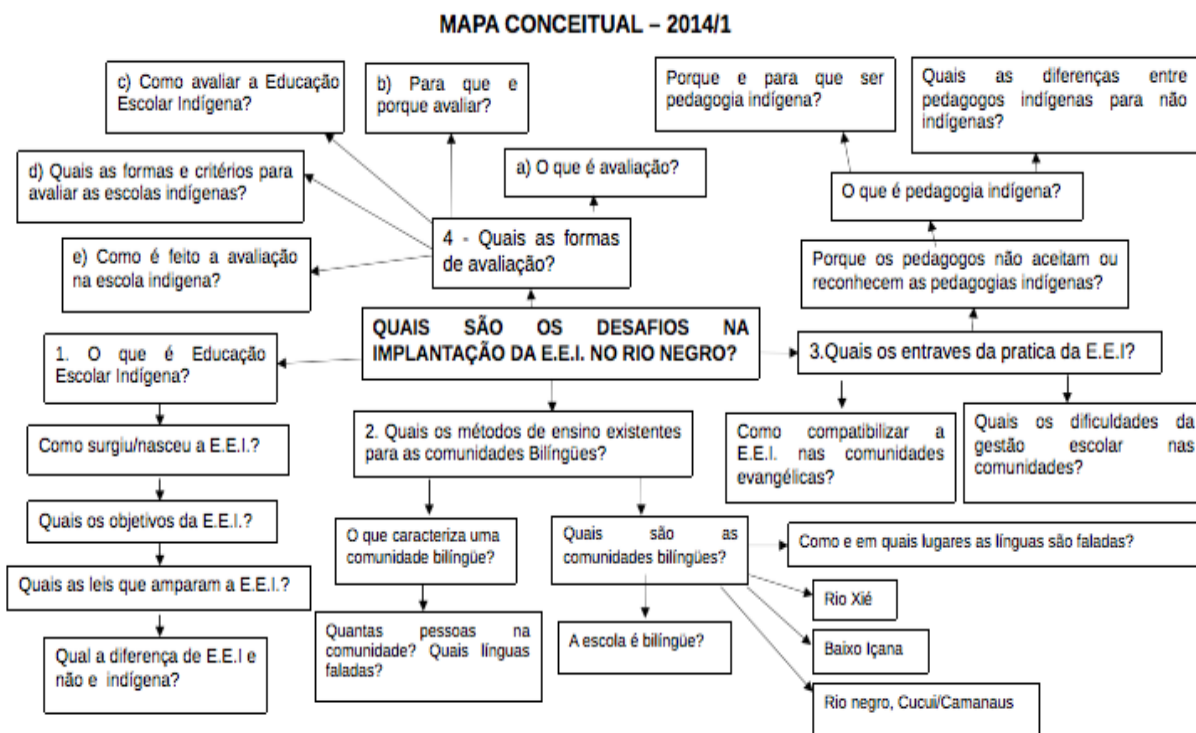 MAPA CONCEITUAL – 2014/1
c) Como avaliar a Educação
Escolar Indígena?
b) Para que e
porque avaliar?
Porque e para que ser
pedagogia indígena?
Quais as diferenças entre
pedagogos indígenas para não
indígenas?
d) Quais as formas e critérios para
avaliar as escolas indígenas?
a) O que é avaliação?
O que é pedagogia indígena?
e) Como é feito a avaliação
na escola indigena?
4 - Quais as formas
de avaliação?
Porque os pedagogos não aceitam ou
reconhecem as pedagogias indígenas?
QUAIS SÃO OS DESAFIOS NA
IMPLANTAÇÃO DA E.E.I. NO RIO NEGRO?
1. O que é Educação
Escolar Indígena?
3.Quais os entraves da pratica da E.E.I?
Como surgiu/nasceu a E.E.I.?
2. Quais os métodos de ensino existentes
para as comunidades Bilíngües?
Como compatibilizar a
E.E.I. nas comunidades
evangélicas?
Quais os dificuldades da
gestão escolar nas
comunidades?
Quais os objetivos da E.E.I.?
O que caracteriza uma
comunidade bilíngüe?
Quais são as
comunidades bilíngües?
Como e em quais lugares as línguas são faladas?
Quais as leis que amparam a E.E.I.?
Rio Xié
Quantas pessoas na
comunidade? Quais línguas
faladas?
A escola é bilíngüe?
Baixo Içana
Qual a diferença de E.E.I e
não e indígena?
Rio negro, Cucui/Camanaus